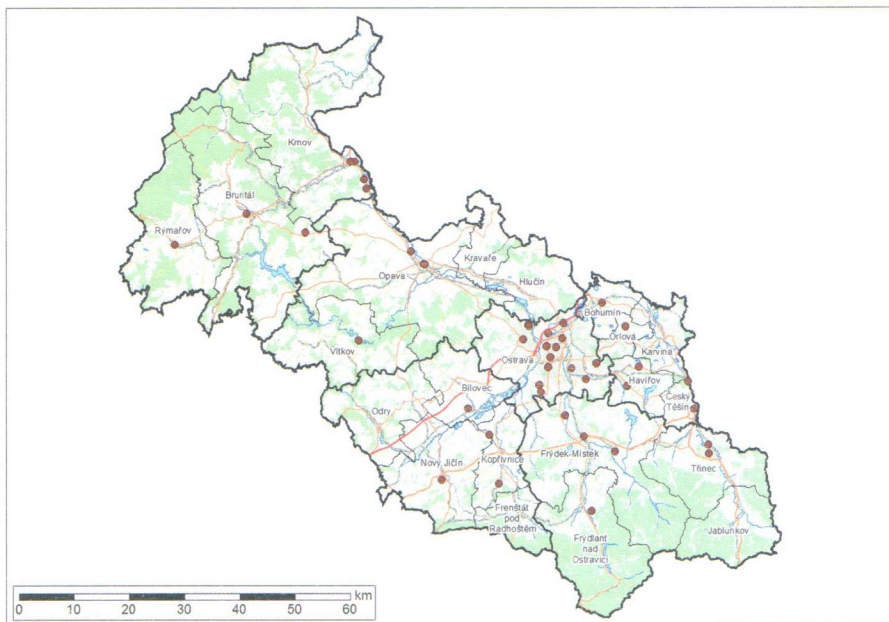 Krnov
Bruntál
Rýmařov
Opava
Kravaře
Hlučín
Vítkov
Bohumín
Orlová
Karviná
Ostrava
Havířov
Český
Těšín
Bílovec
Odry
Nový Jičín
Kopřivnice
Frýdek-Místek
Třinec
Frenštát
pod
Radhoštěm
Frýdlant
nad
Ostravicí
Jablunkov
km
0 10 20 30 40 50 60